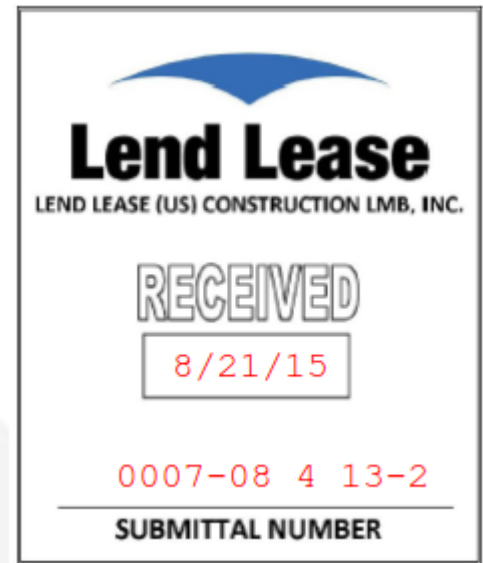 Lend Lease
LEND LEASE (US) CONSTRUCTION LMB, INC.
RECEIVED
8/21/15
0007-08 4 13-2
SUBMITTAL NUMBER